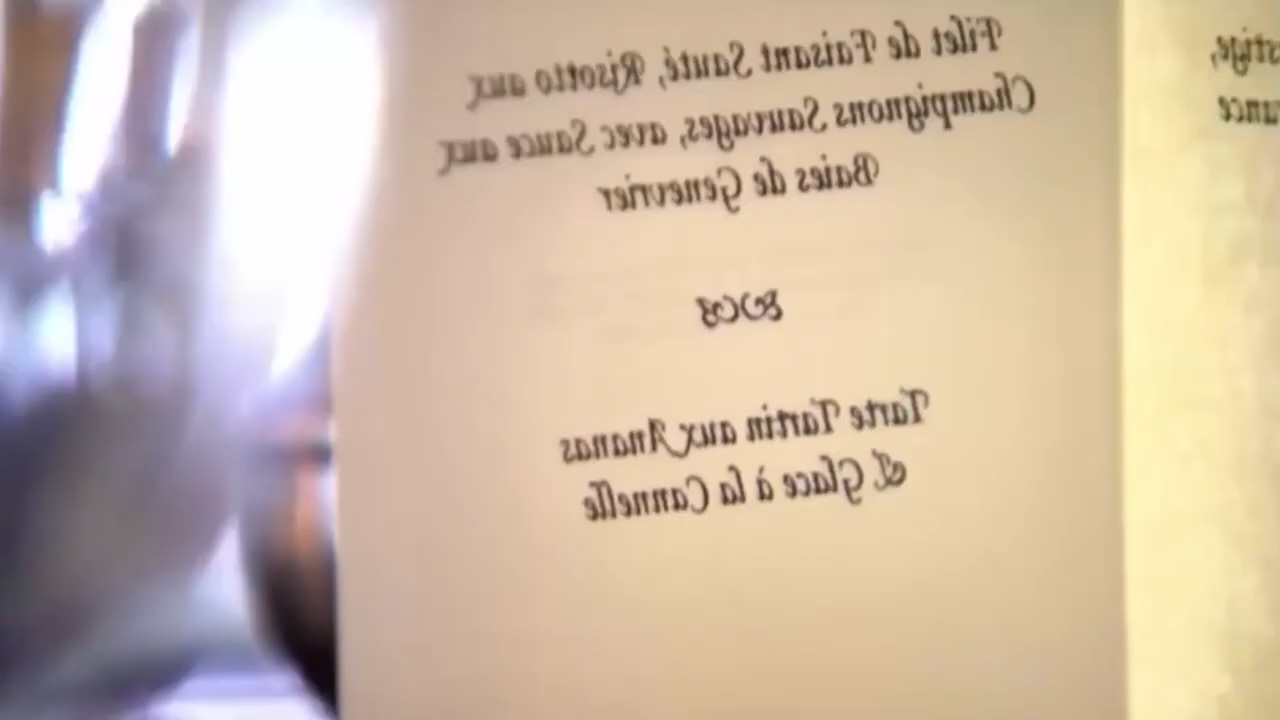 Filet de Faisant Sauté, Risotto aux
Champignons Sauvages, avec Sauce aux
Baies de Genevrier
Tarte Tartin aux Ananas
& Glace à la Cannelle